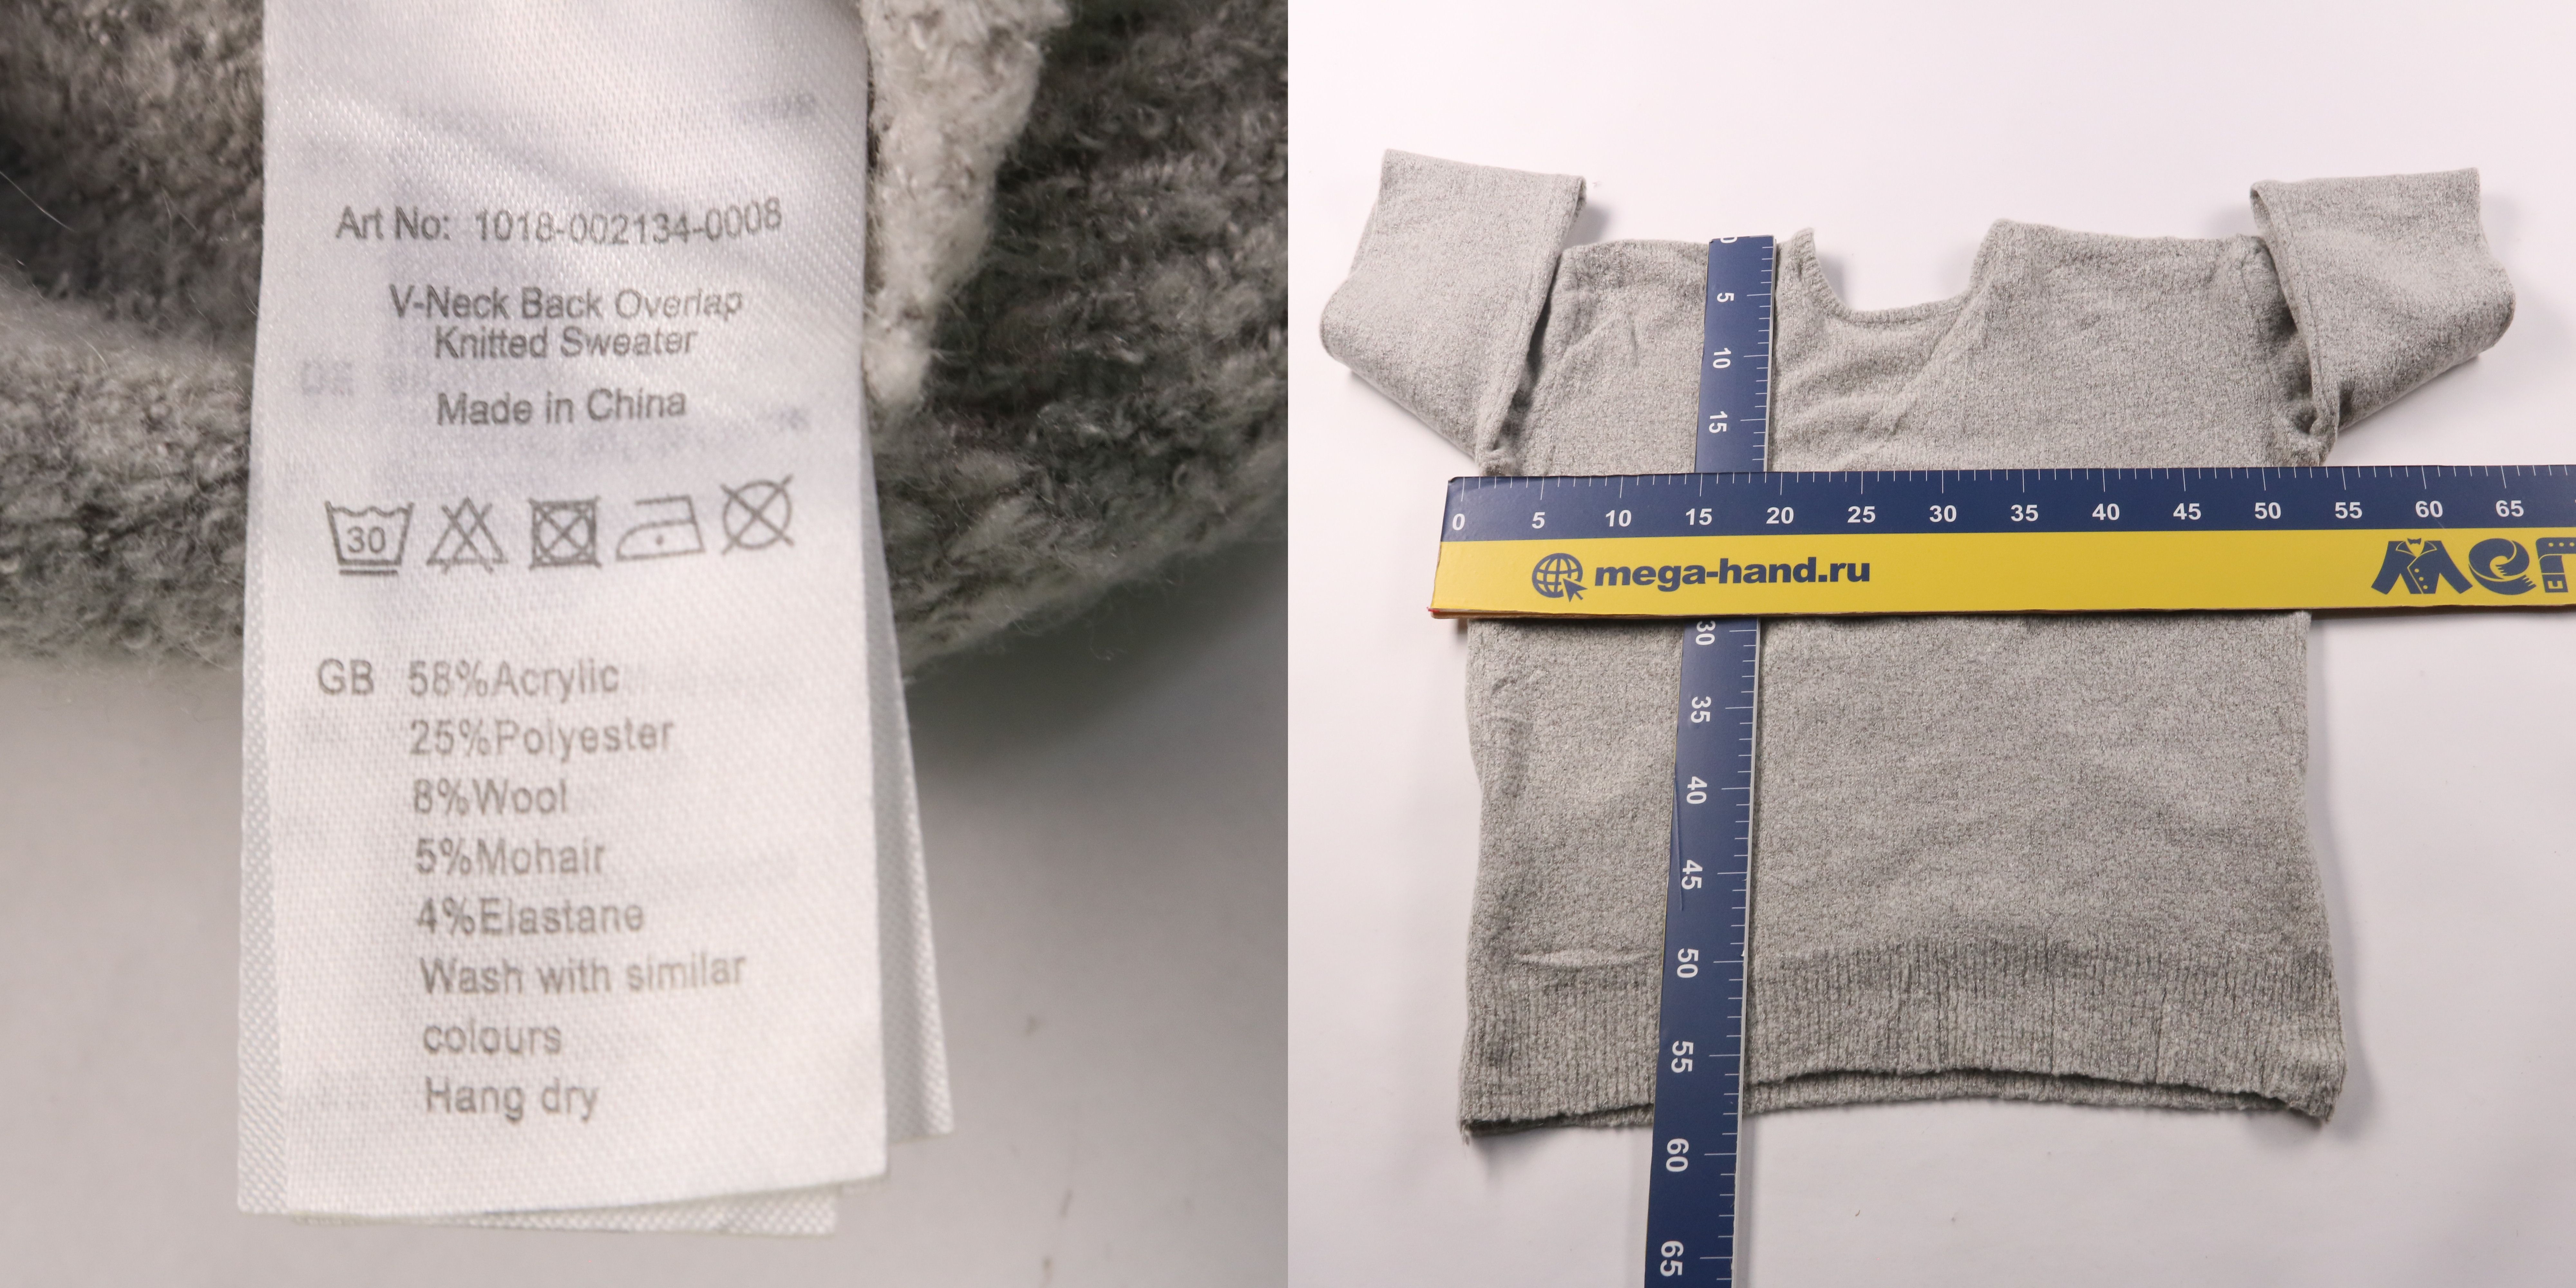 Art No: 1018-002134-0008
V-Neck Back Overlap
Knitted Sweater
Made in China
30
GB 58%Acrylic
25%Polyester
8%Wool
5%Mohair
4%Elastane
Wash with similar
colours
Hang dry
0
5
10
15
0 5 10 15 20 25 30 35 40 45 50 55 60 65
mega-hand.ru
30
35
40
45
50
55
60
65